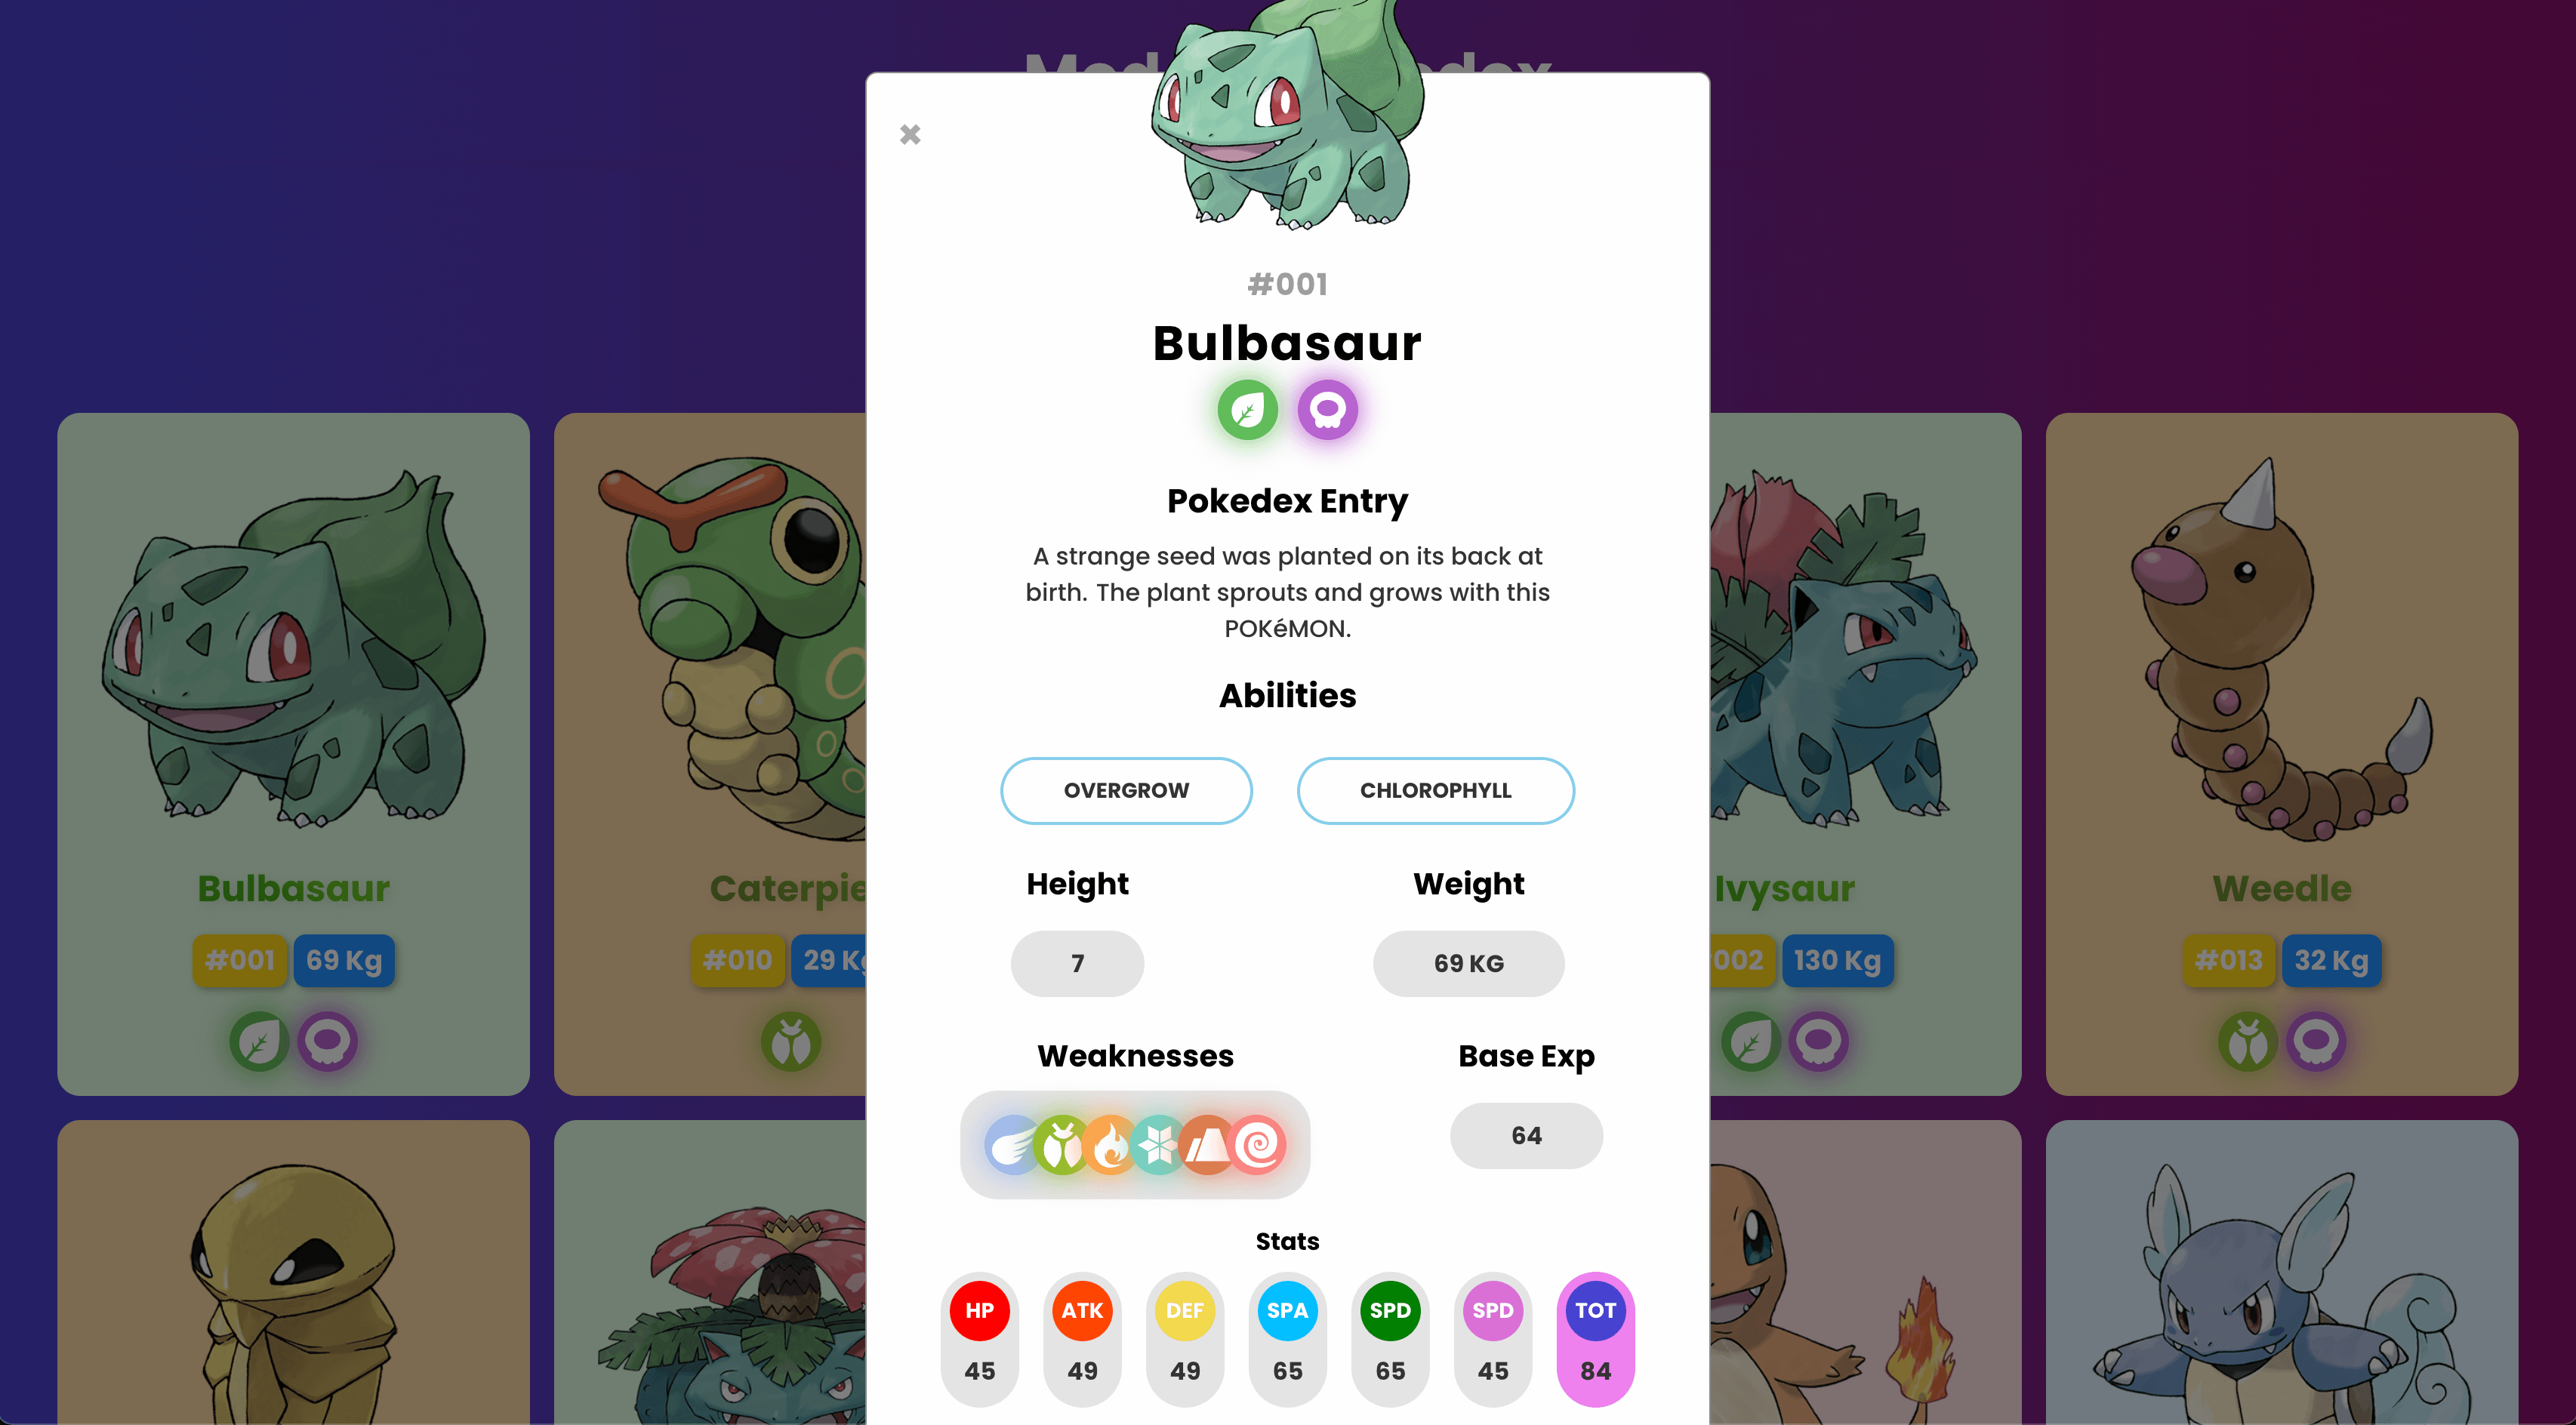 ✖
#001
Bulbasaur
Pokedex Entry
A strange seed was planted on its back at
birth. The plant sprouts and grows with this
POKéMON.
Abilities
OVERGROW CHLOROPHYLL
Height Weight
7 69 KG
Weaknesses Base Exp
64
Stats
HP ATK DEF SPA SPD SPD TOT
45 49 49 65 65 45 84
Bulbasaur
#001 69 Kg
Caterpie
#010 29 Kg
Ivysaur
002 130 Kg
Weedle
#013 32 Kg